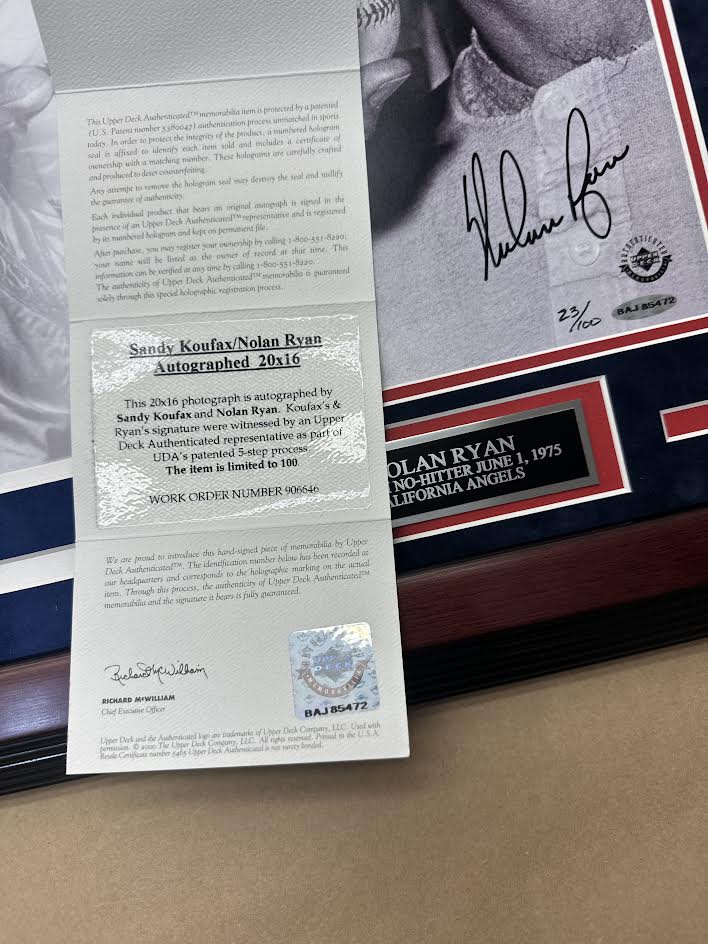 This Upper Deck Authenticated™ memorabilia item is protected by a patented
(U.S. Patent number 5380047) authentication process unmatched in sports
today. In order to protect the integrity of the product, a numbered hologram
seal is affixed to identify each item sold and includes a certificate of
ownership with a matching number. These holograms are carefully crafted
and produced to deter counterfeiting.
Any attempt to remove the hologram seal may destroy the seal and nullify
the guarantee of authenticity.
Each individual product that bears an original autograph is signed in the
presence of an Upper Deck Authenticated™ representative and is registered
by its numbered hologram and kept on permanent file.
After purchase, you may register your ownership by calling 1-800-551-8220;
your name will be listed as the owner of record at that time. This
information can be verified at any time by calling 1-800-551-8220.
The authenticity of Upper Deck Authenticated™ memorabilia is guaranteed
solely through this special holographic registration process.
Sandy Koufax/Nolan Ryan
Autographed 20x16
This 20x16 photograph is autographed by
Sandy Koufax and Nolan Ryan. Koufax's &
Ryan's signature were witnessed by an Upper
Deck Authenticated representative as part of
UDA's patented 5-step process
The item is limited to 100
WORK ORDER NUMBER 906646
We are proud to introduce this hand-signed piece of memorabilia by Upper
Deck Authenticated™. The identification number below has been recorded at
our headquarters and corresponds to the holographic marking on the actual
item. Through this process, the authenticity of Upper Deck Authenticated™
memorabilia and the signature it bears is fully guaranteed.
Richard McWilliam
RICHARD McWILLIAM
Chief Executive Officer
UPPER DECK
MEMORABILIA
BAJ 85472
Upper Deck and the Authenticated logo are trademarks of Upper Deck Company, LLC. Used with
permission. © 2000 The Upper Deck Company, LLC. All rights reserved. Printed in the U.S.A.
Resale Certificate number 5465 Upper Deck Authenticated is not surety bonded.
Nolan Ryan
AUTHENTICATED
UPPER DECK
23/100
BAJ 85472
OLAN RYAN
NO-HITTER JUNE 1, 1975
ALIFORNIA ANGELS